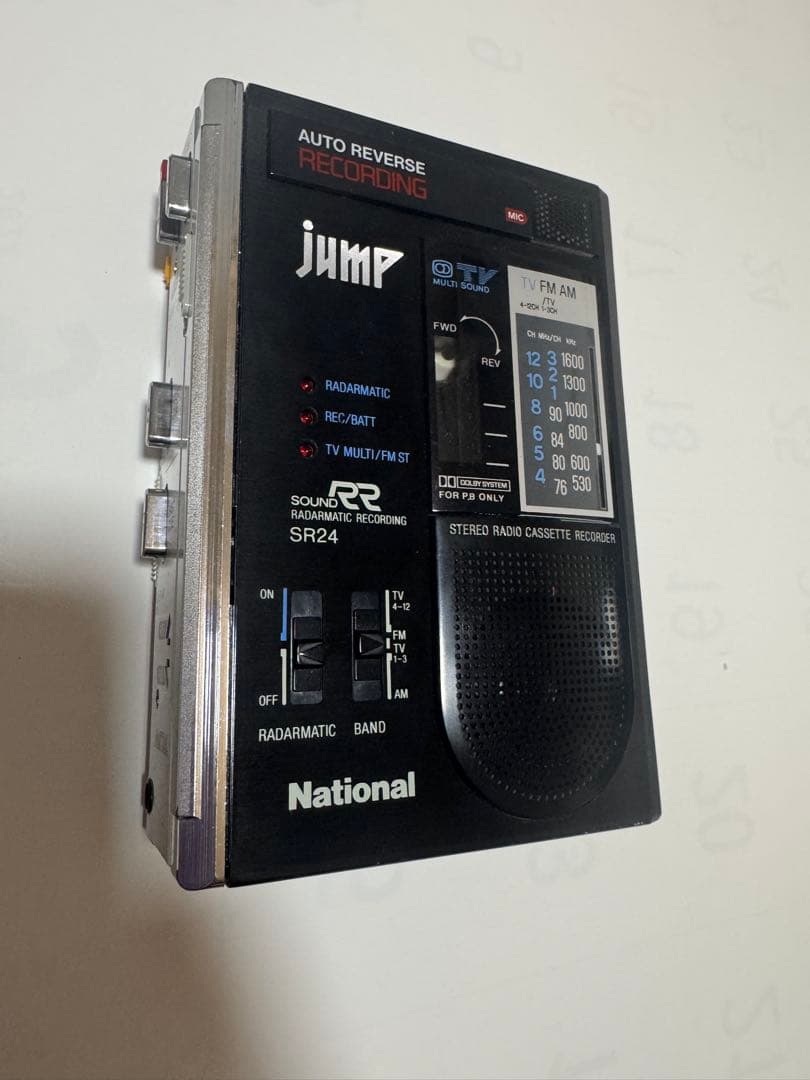 AUTO REVERSE
RECORDING
MIC
jump
TV
MULTI SOUND
TV FM AM
/TV
4-12CH 1-3CH
FWD
REV
CH MHz/CH kHz
12 3 1600
10 2 1300
1
8 90 1000
6 84 800
5 80 600
4 76 530
RADARMATIC
REC/BATT
TV MULTI/FM ST
DOLBY SYSTEM
FOR P.B ONLY
SOUND RR
RADARMATIC RECORDING
SR24
STEREO RADIO CASSETTE RECORDER
ON
OFF
TV
4-12
FM
TV
1-3
AM
RADARMATIC BAND
National